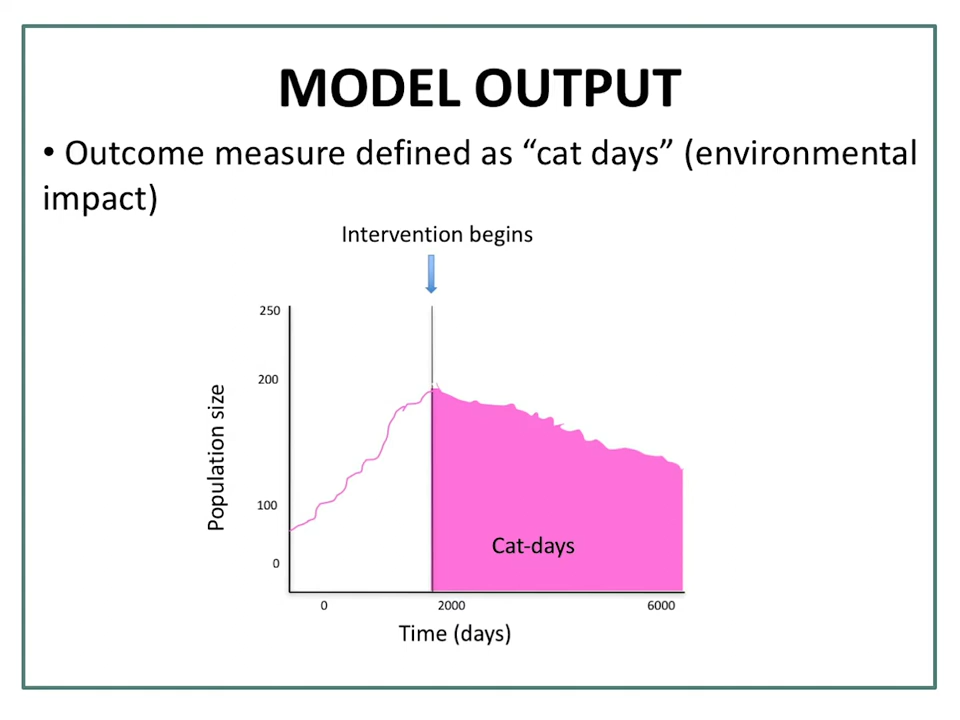 MODEL OUTPUT
• Outcome measure defined as “cat days” (environmental
impact)
Intervention begins
250
200
100
0
Population size
Cat-days
0 2000 6000
Time (days)